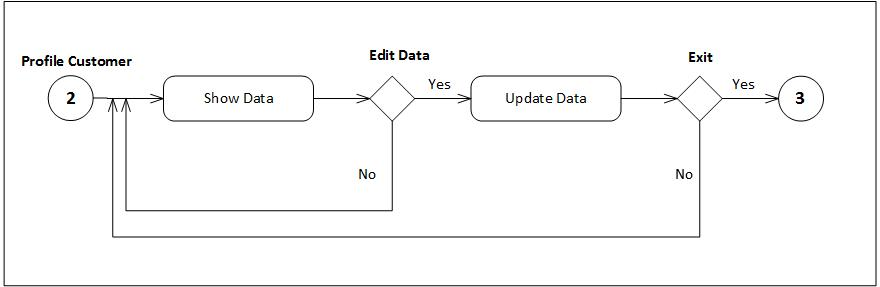 Profile Customer
2
Show Data
Edit Data
Yes
No
Update Data
Exit
Yes
No
3